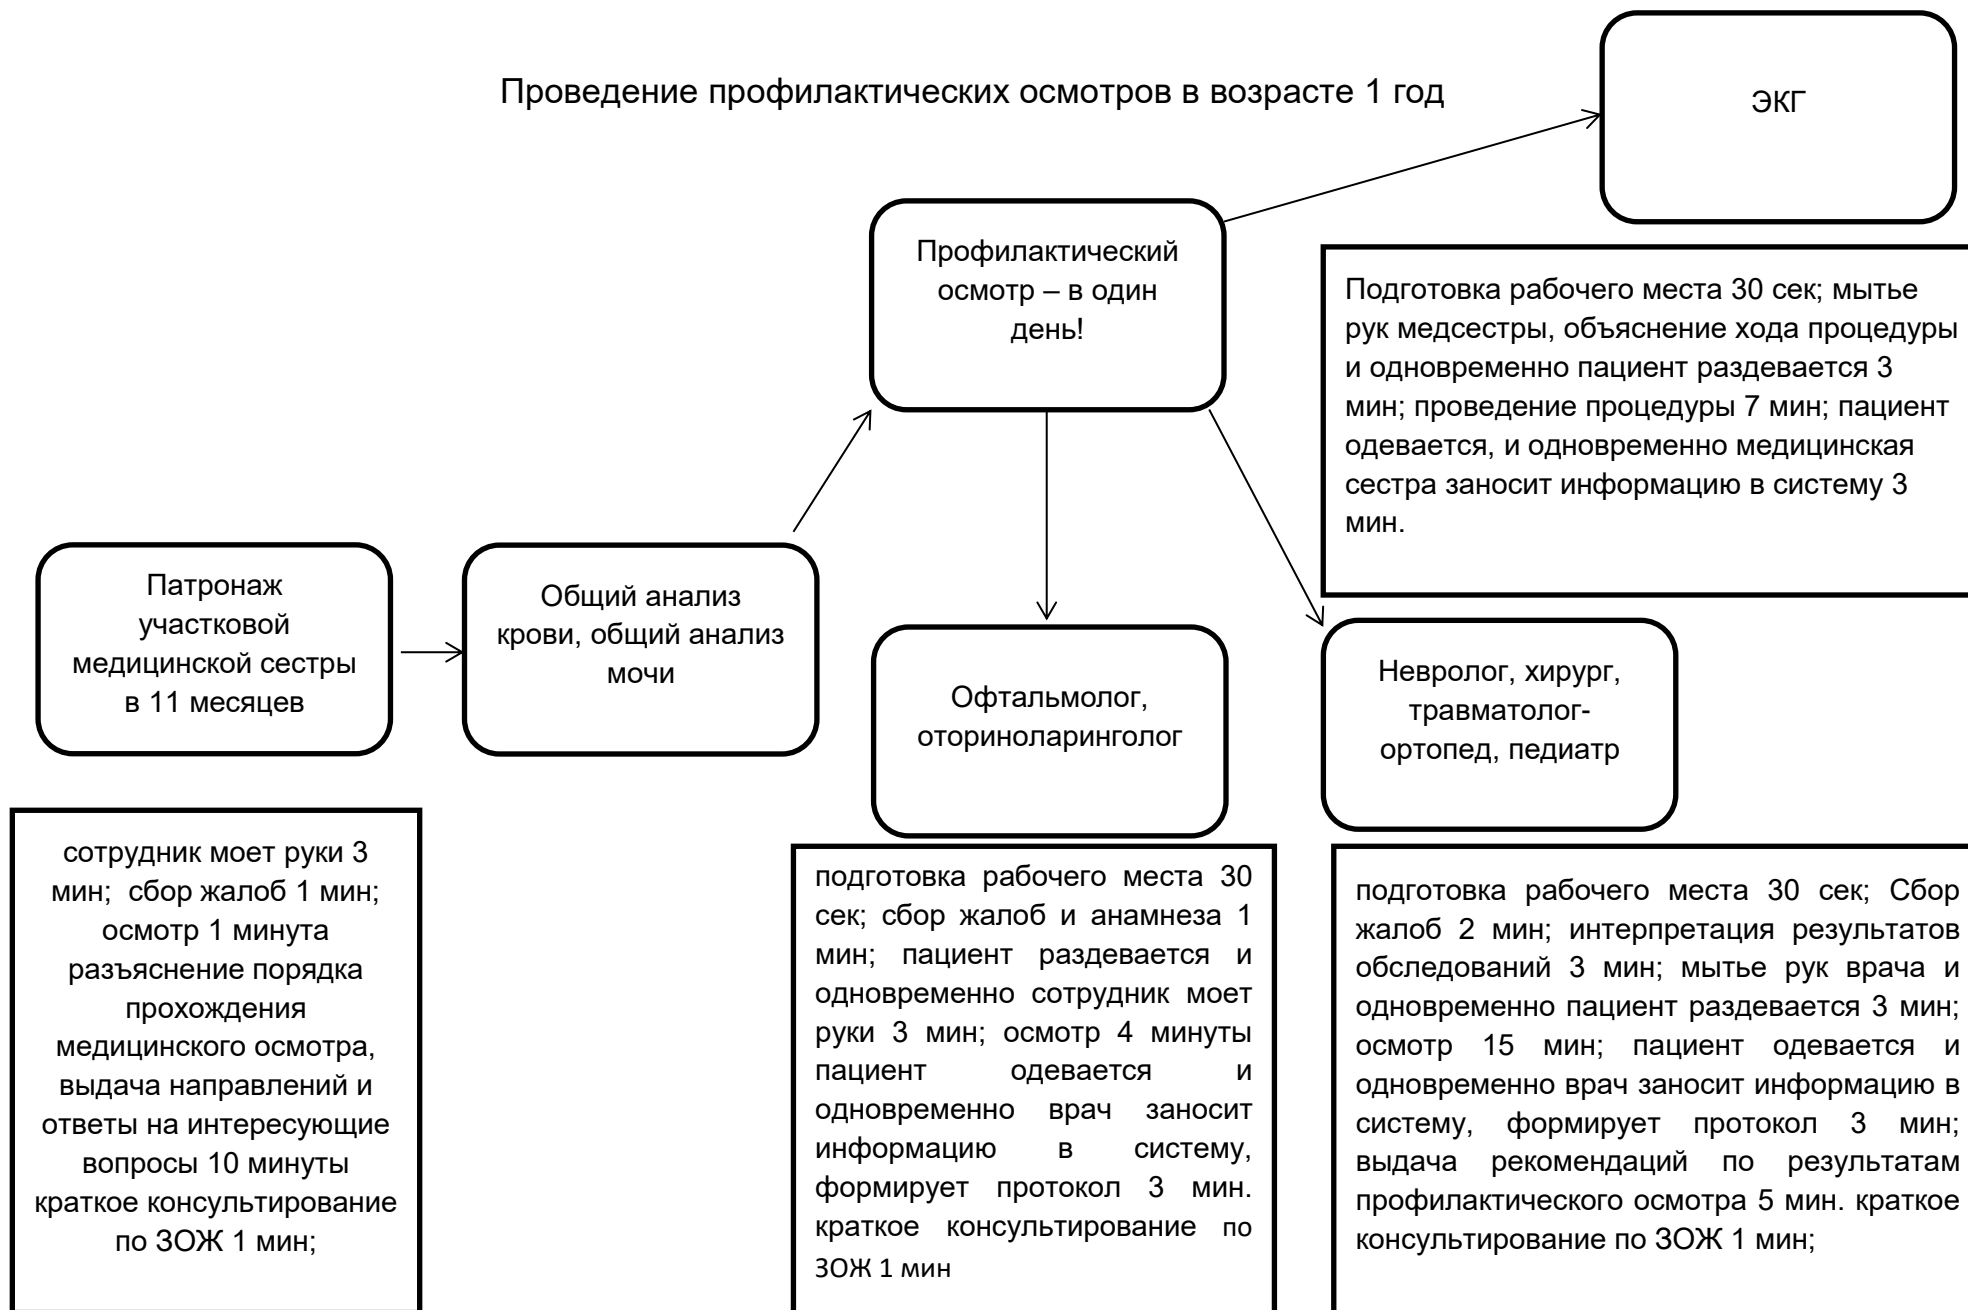 Проведение профилактических осмотров в возрасте 1 год
ЭКГ
Профилактический
осмотр – в один
день!
Подготовка рабочего места 30 сек; мытье
рук медсестры, объяснение хода процедуры
и одновременно пациент раздевается 3
мин; проведение процедуры 7 мин; пациент
одевается, и одновременно медицинская
сестра заносит информацию в систему 3
мин.
Патронаж
участковой
медицинской сестры
в 11 месяцев
Общий анализ
крови, общий анализ
мочи
Офтальмолог,
оториноларинголог
Невролог, хирург,
травматолог-
ортопед, педиатр
сотрудник моет руки 3
мин; сбор жалоб 1 мин;
осмотр 1 минута
разъяснение порядка
прохождения
медицинского осмотра,
выдача направлений и
ответы на интересующие
вопросы 10 минуты
краткое консультирование
по ЗОЖ 1 мин;
подготовка рабочего места 30
сек; сбор жалоб и анамнеза 1
мин; пациент раздевается и
одновременно сотрудник моет
руки 3 мин; осмотр 4 минуты
пациент одевается и
одновременно врач заносит
информацию в систему,
формирует протокол 3 мин.
краткое консультирование по
ЗОЖ 1 мин
подготовка рабочего места 30 сек; Сбор
жалоб 2 мин; интерпретация результатов
обследований 3 мин; мытье рук врача и
одновременно пациент раздевается 3 мин;
осмотр 15 мин; пациент одевается и
одновременно врач заносит информацию в
систему, формирует протокол 3 мин;
выдача рекомендаций по результатам
профилактического осмотра 5 мин. краткое
консультирование по ЗОЖ 1 мин;